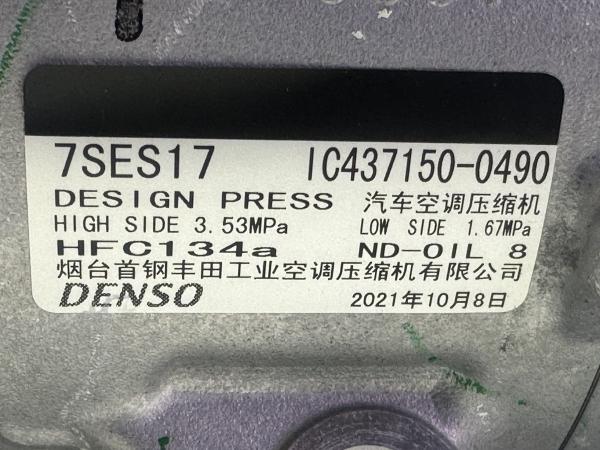 7SES17 IC437150-0490
DESIGN PRESS 汽车空调压缩机
HIGH SIDE 3.53MPa LOW SIDE 1.67MPa
HFC134a ND-OIL 8
烟台首钢丰田工业空调压缩机有限公司
DENSO 2021年10月8日